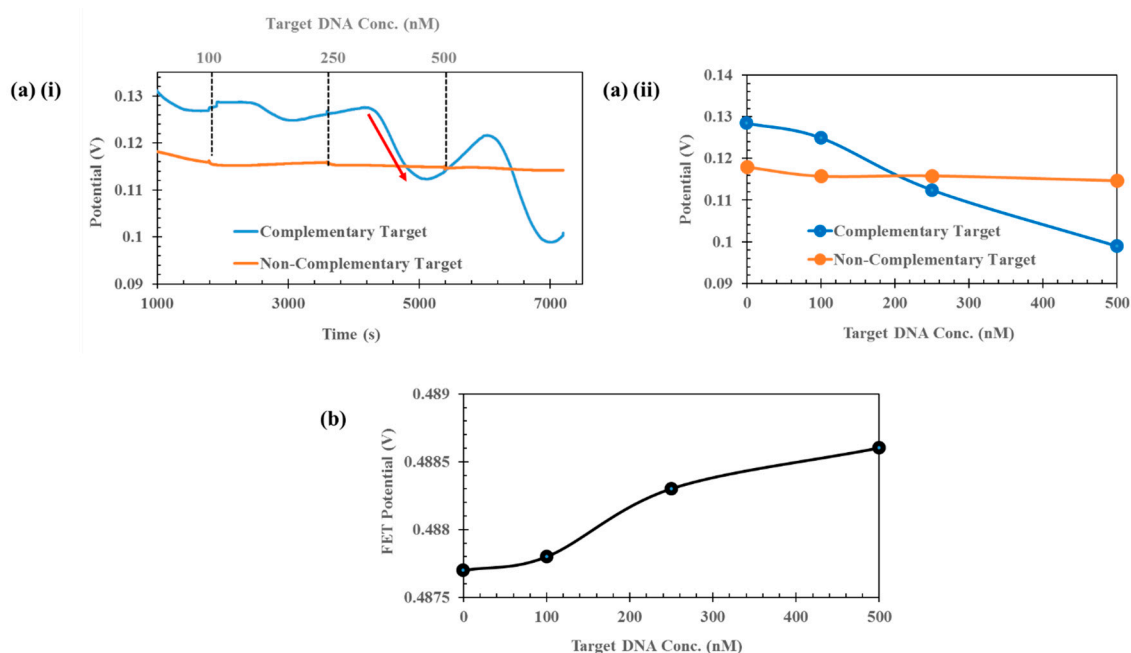 Target DNA Conc. (nM)
100 250 500
(a) (i)
Potential (V)
0.13
0.12
0.11
0.1
0.09
Complementary Target
Non-Complementary Target
1000 3000 5000 7000
Time (s)
(a) (ii)
Potential (V)
0.14
0.13
0.12
0.11
0.1
0.09
Complementary Target
Non-Complementary Target
0 100 200 300 400 500
Target DNA Conc. (nM)
(b)
FET Potential (V)
0.489
0.4885
0.488
0.4875
0 100 200 300 400 500
Target DNA Conc. (nM)